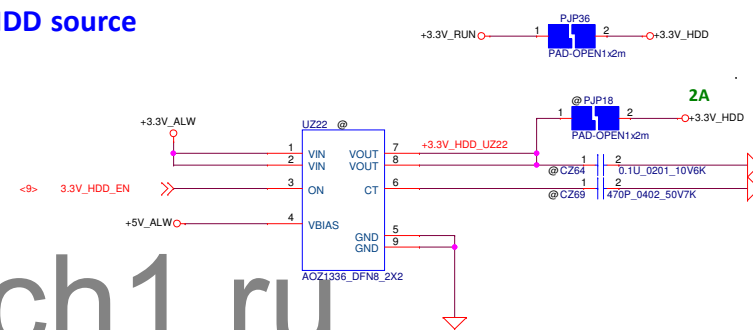 HDD source
PJP36
+3.3V_RUN 1 2 +3.3V_HDD
PAD-OPEN1x2m
@ PJP18 2A
1 2 +3.3V_HDD
PAD-OPEN1x2m
+3.3V_ALW
UZ22 @
1 VIN VOUT 7 +3.3V_HDD_UZ22
2 VIN VOUT 8
@ CZ64 1 2 0.1U_0201_10V6K
<9> 3.3V_HDD_EN 3 ON CT 6
@ CZ69 1 2 470P_0402_50V7K
+5V_ALW 4 VBIAS
GND 5
GND 9
AOZ1336_DFN8_2X2
ch1 ru